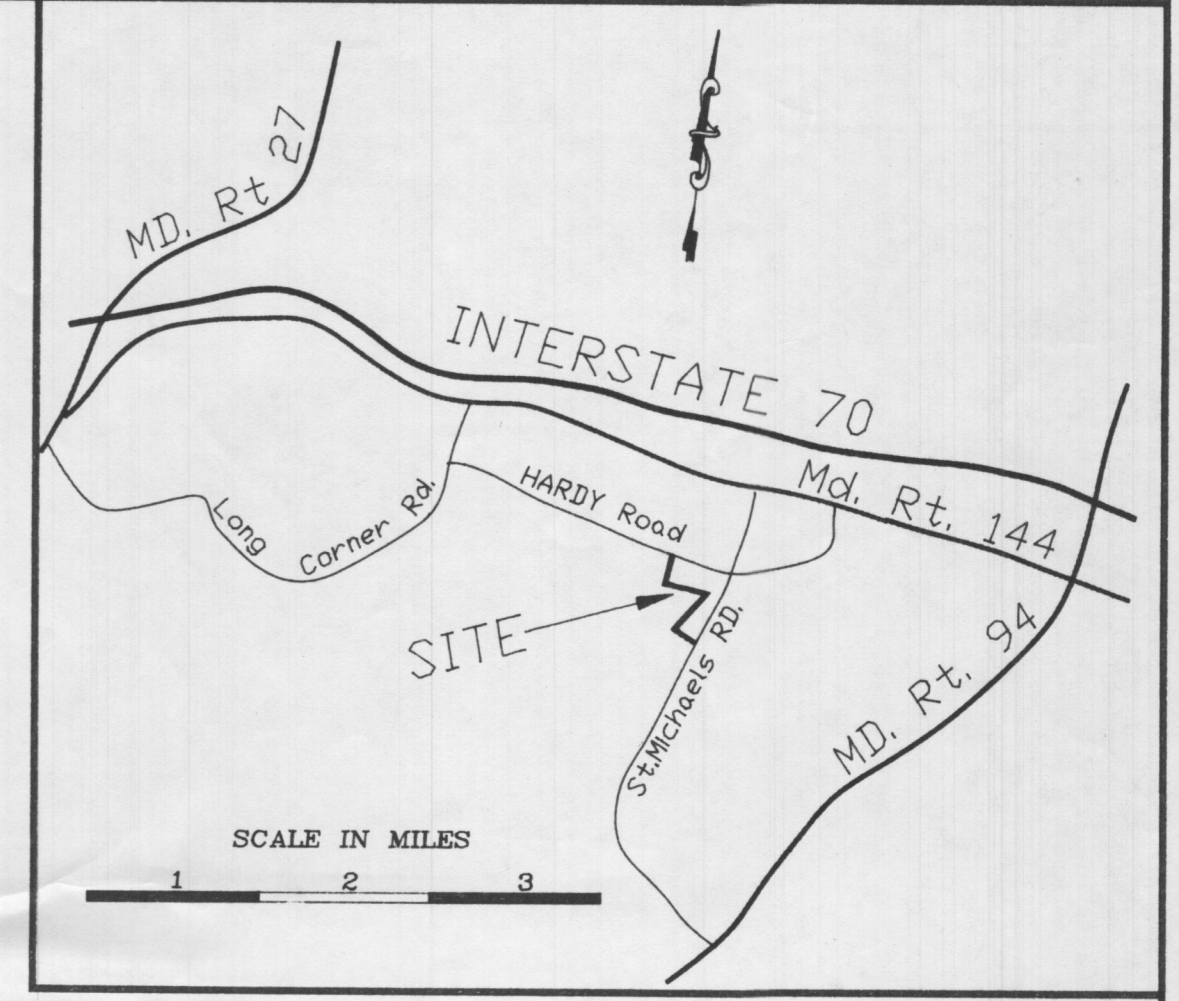 MD. Rt 27
INTERSTATE 70
Md. Rt. 144
HARDY Road
Long Corner Rd.
SITE
St.Michaels RD.
MD. Rt. 94
SCALE IN MILES
1 2 3